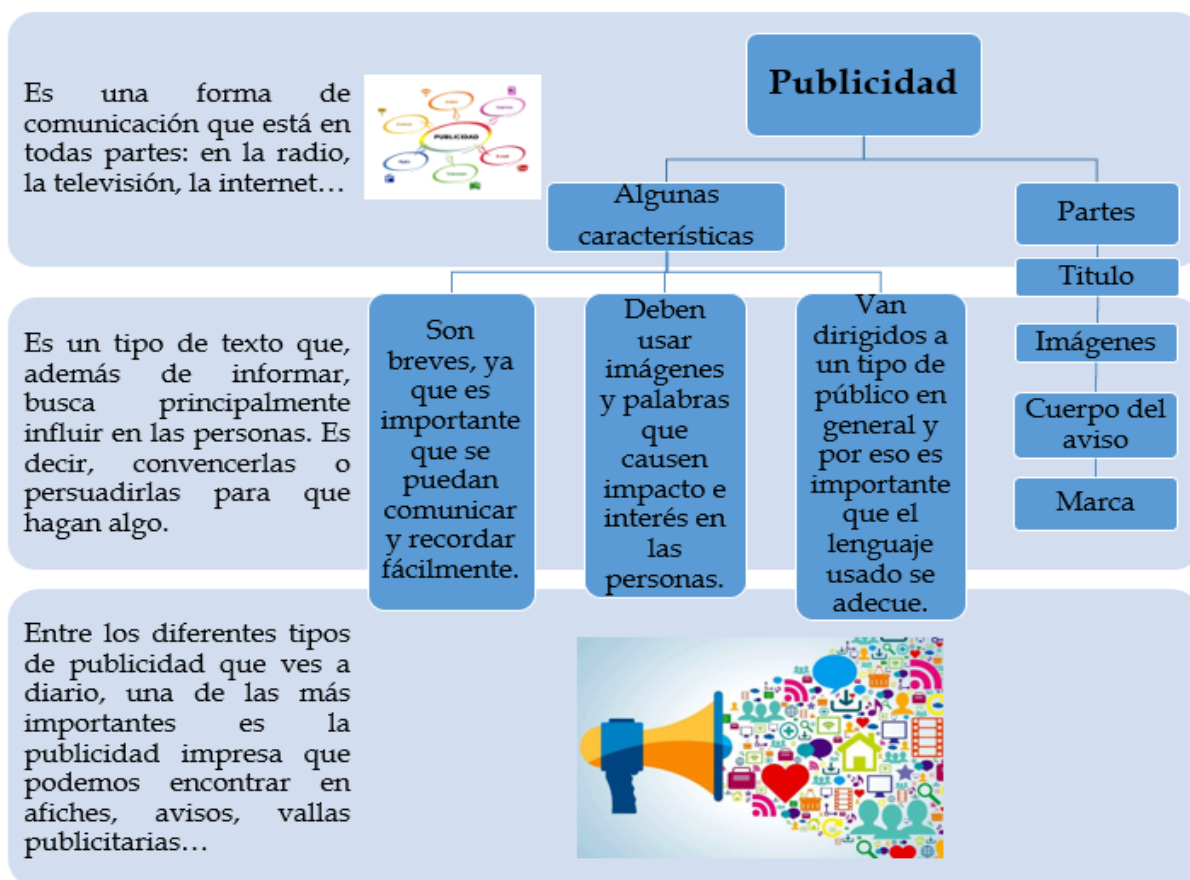 Es una forma de
comunicación que está en
todas partes: en la radio,
la televisión, la internet…
PUBLICIDAD
Publicidad
Algunas
características
Partes
Titulo
Imágenes
Cuerpo del
aviso
Marca
Es un tipo de texto que,
además de informar,
busca principalmente
influir en las personas. Es
decir, convencerlas o
persuadirlas para que
hagan algo.
Son
breves, ya
que es
importante
que se
puedan
comunicar
y recordar
fácilmente.
Deben
usar
imágenes
y palabras
que
causen
impacto e
interés en
las
personas.
Van
dirigidos a
un tipo de
público en
general y
por eso es
importante
que el
lenguaje
usado se
adecue.
Entre los diferentes tipos
de publicidad que ves a
diario, una de las más
importantes es la
publicidad impresa que
podemos encontrar en
afiches, avisos, vallas
publicitarias…